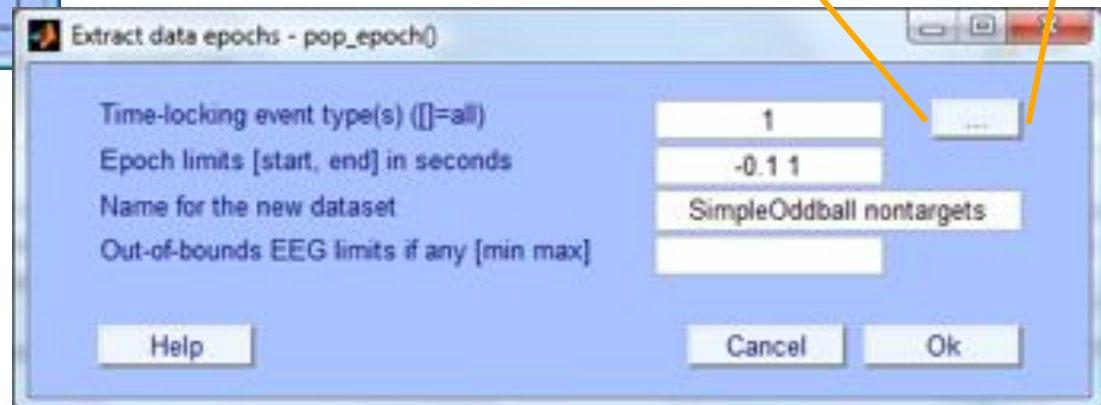 Extract data epochs - pop_epoch()
Time-locking event type(s) ([]=all) 1 ...
Epoch limits [start, end] in seconds -0.1 1
Name for the new dataset SimpleOddball nontargets
Out-of-bounds EEG limits if any [min max]
Help Cancel Ok